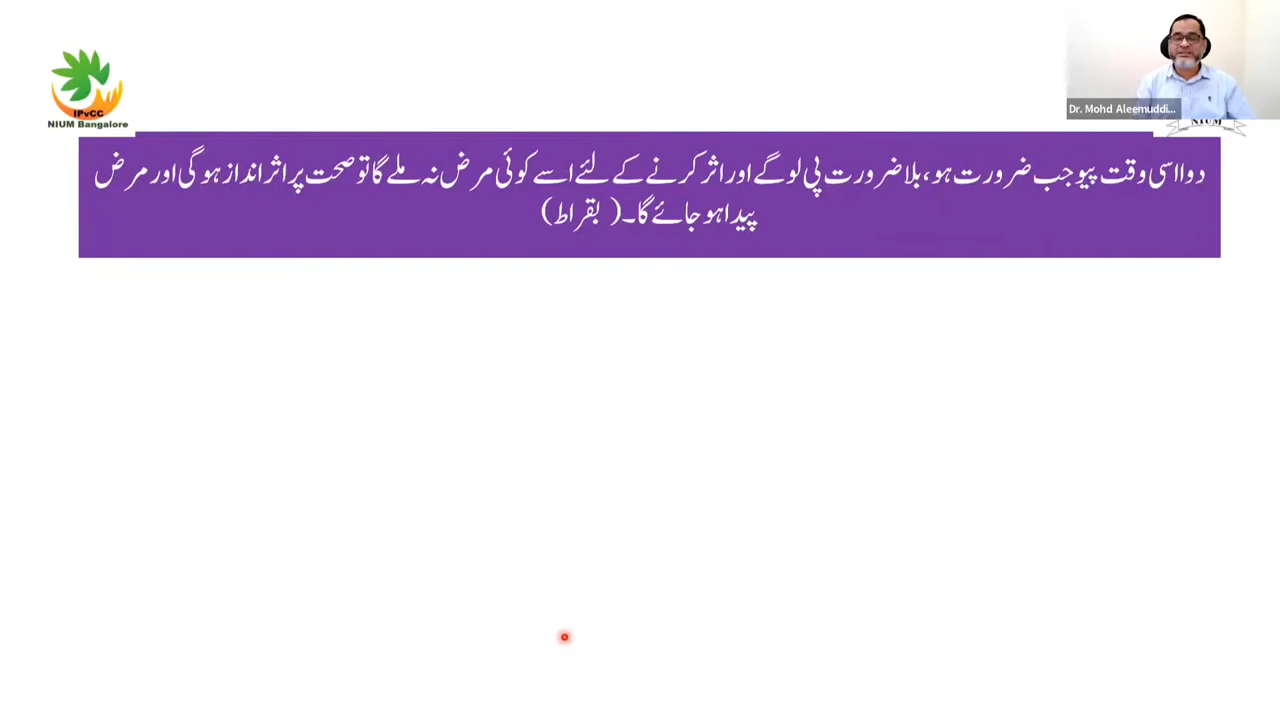 IPvCC
NIUM Bangalore
Dr. Mohd Aleemuddi...
NIUM
دوا اسی وقت پیو جب ضرورت ہو، بلا ضرورت پی لو گے اور اثر کرنے کے لئے اسے کوئی مرض نہ ملے گا تو صحت پر اثر انداز ہوگی اور مرض
پیدا ہو جائے گا۔ ( بقراط)